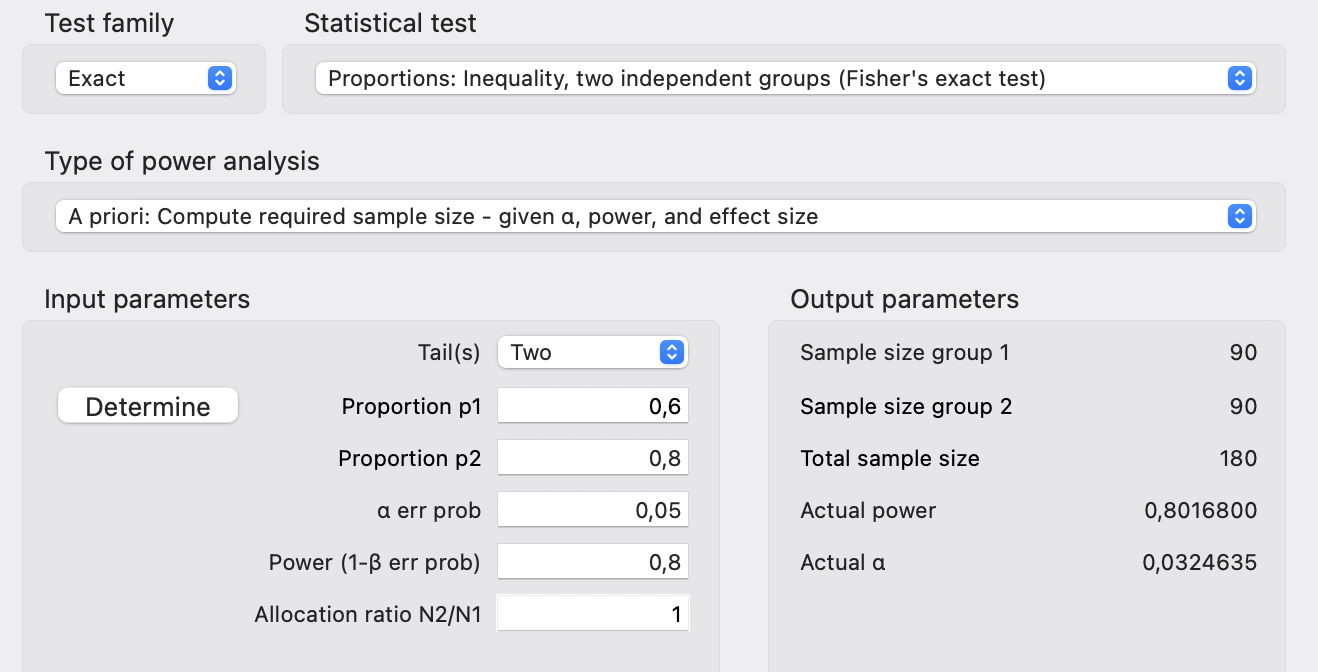 Test family
Statistical test
Exact
Proportions: Inequality, two independent groups (Fisher's exact test)
Type of power analysis
A priori: Compute required sample size - given α, power, and effect size
Input parameters
Output parameters
Tail(s) Two
Sample size group 1 90
Determine
Proportion p1 0,6
Sample size group 2 90
Proportion p2 0,8
Total sample size 180
α err prob 0,05
Actual power 0,8016800
Power (1-β err prob) 0,8
Actual α 0,0324635
Allocation ratio N2/N1 1